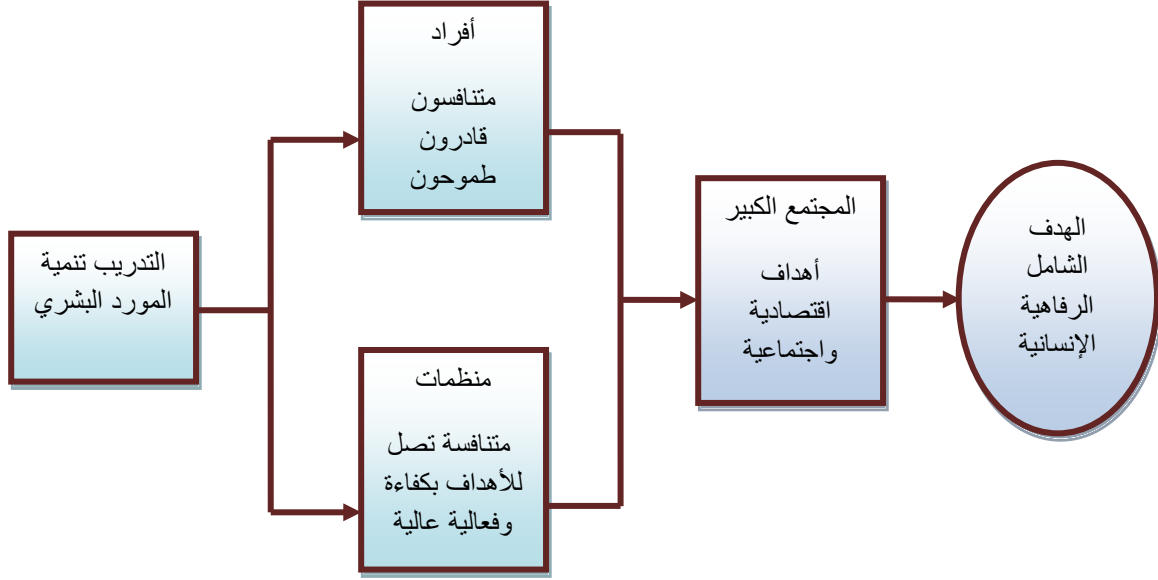 التدريب تنمية
المورد البشري
أفراد
متنافسون
قادرون
طموحون
منظمات
متنافسة تصل
للأهداف بكفاءة
وفعالية عالية
المجتمع الكبير
أهداف
اقتصادية
واجتماعية
الهدف
الشامل
الرفاهية
الإنسانية